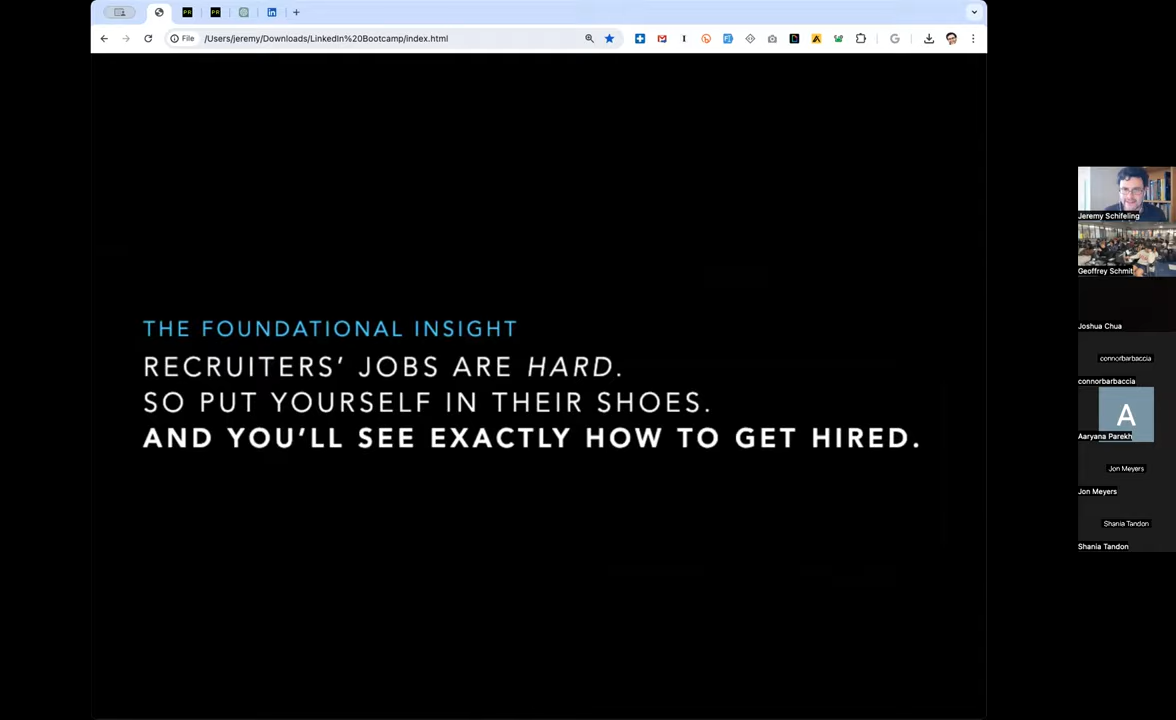 PR
PR
File
/Users/jeremy/Downloads/LinkedIn%20Bootcamp/index.html
THE FOUNDATIONAL INSIGHT
RECRUITERS’ JOBS ARE HARD.
SO PUT YOURSELF IN THEIR SHOES.
AND YOU’LL SEE EXACTLY HOW TO GET HIRED.
Jeremy Schifeling
Geoffrey Schmit
Joshua Chua
connorbarbaccia
connorbarbaccia
A
Aaryana Parekh
Jon Meyers
Jon Meyers
Shania Tandon
Shania Tandon